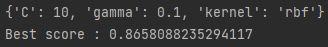 {'C': 10, 'gamma': 0.1, 'kernel': 'rbf'}
Best score : 0.8658088235294117